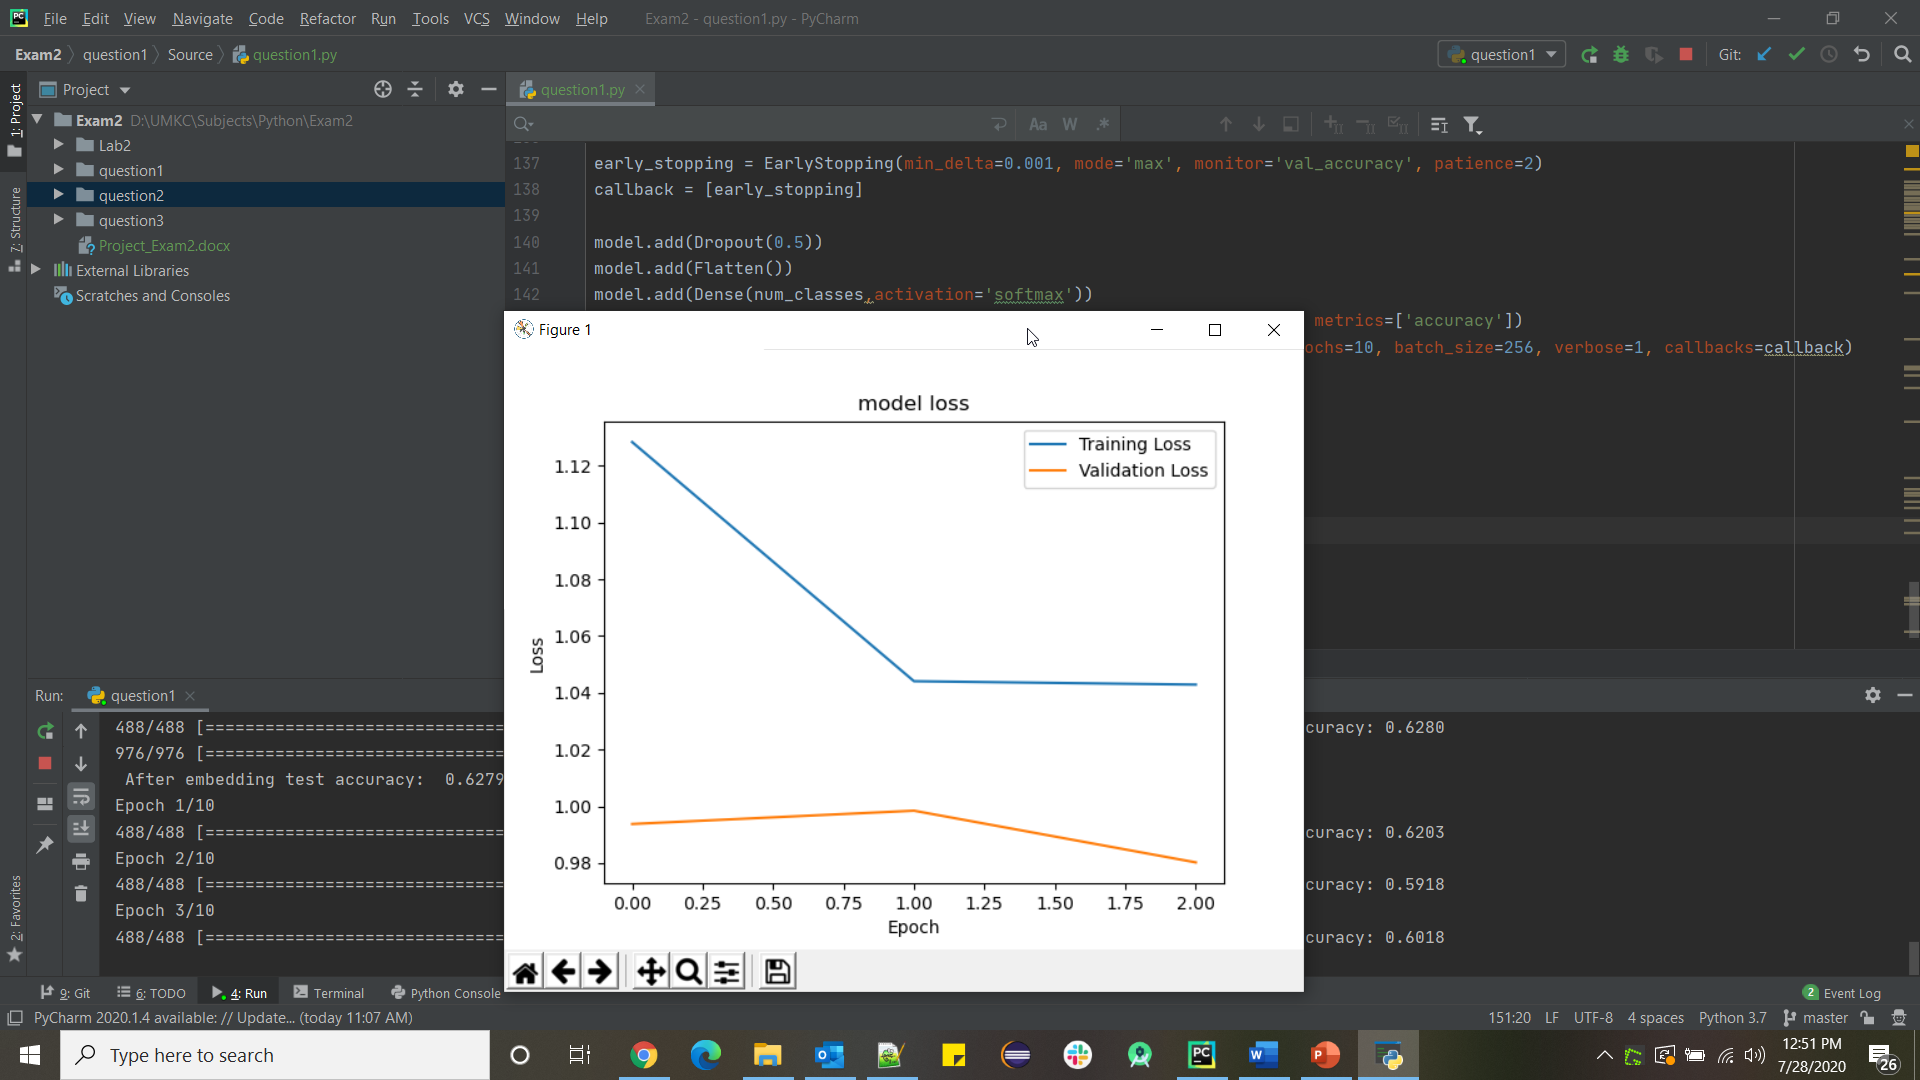 File Edit View Navigate Code Refactor Run Tools VCS Window Help Exam2 - question1.py - PyCharm
Exam2 question1 Source question1.py question1 Git:
Project question1.py
1: Project
Exam2 D:\UMKC\Subjects\Python\Exam2
Lab2
question1
question2
question3
Project_Exam2.docx
External Libraries
Scratches and Consoles
7: Structure
2: Favorites
Aa W .*
137 early_stopping = EarlyStopping(min_delta=0.001, mode='max', monitor='val_accuracy', patience=2)
138 callback = [early_stopping]
139
140 model.add(Dropout(0.5))
141 model.add(Flatten())
142 model.add(Dense(num_classes,activation='softmax'))
metrics=['accuracy'])
ochs=10, batch_size=256, verbose=1, callbacks=callback)
Figure 1
model loss
Training Loss
Validation Loss
1.12
1.10
1.08
1.06
1.04
1.02
1.00
0.98
Loss
0.00 0.25 0.50 0.75 1.00 1.25 1.50 1.75 2.00
Epoch
Run: question1
488/488 [============================== curacy: 0.6280
976/976 [==============================
After embedding test accuracy: 0.6279
Epoch 1/10
488/488 [============================== curacy: 0.6203
Epoch 2/10
488/488 [============================== curacy: 0.5918
Epoch 3/10
488/488 [============================== curacy: 0.6018
9: Git 6: TODO 4: Run Terminal Python Console 2 Event Log
PyCharm 2020.1.4 available: // Update... (today 11:07 AM) 151:20 LF UTF-8 4 spaces Python 3.7 master
Type here to search
12:51 PM
7/28/2020
26